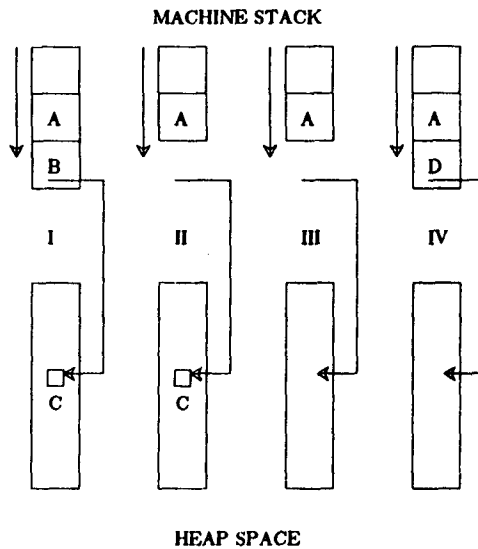 MACHINE STACK
A A A A
B D
I II III IV
C C
HEAP SPACE